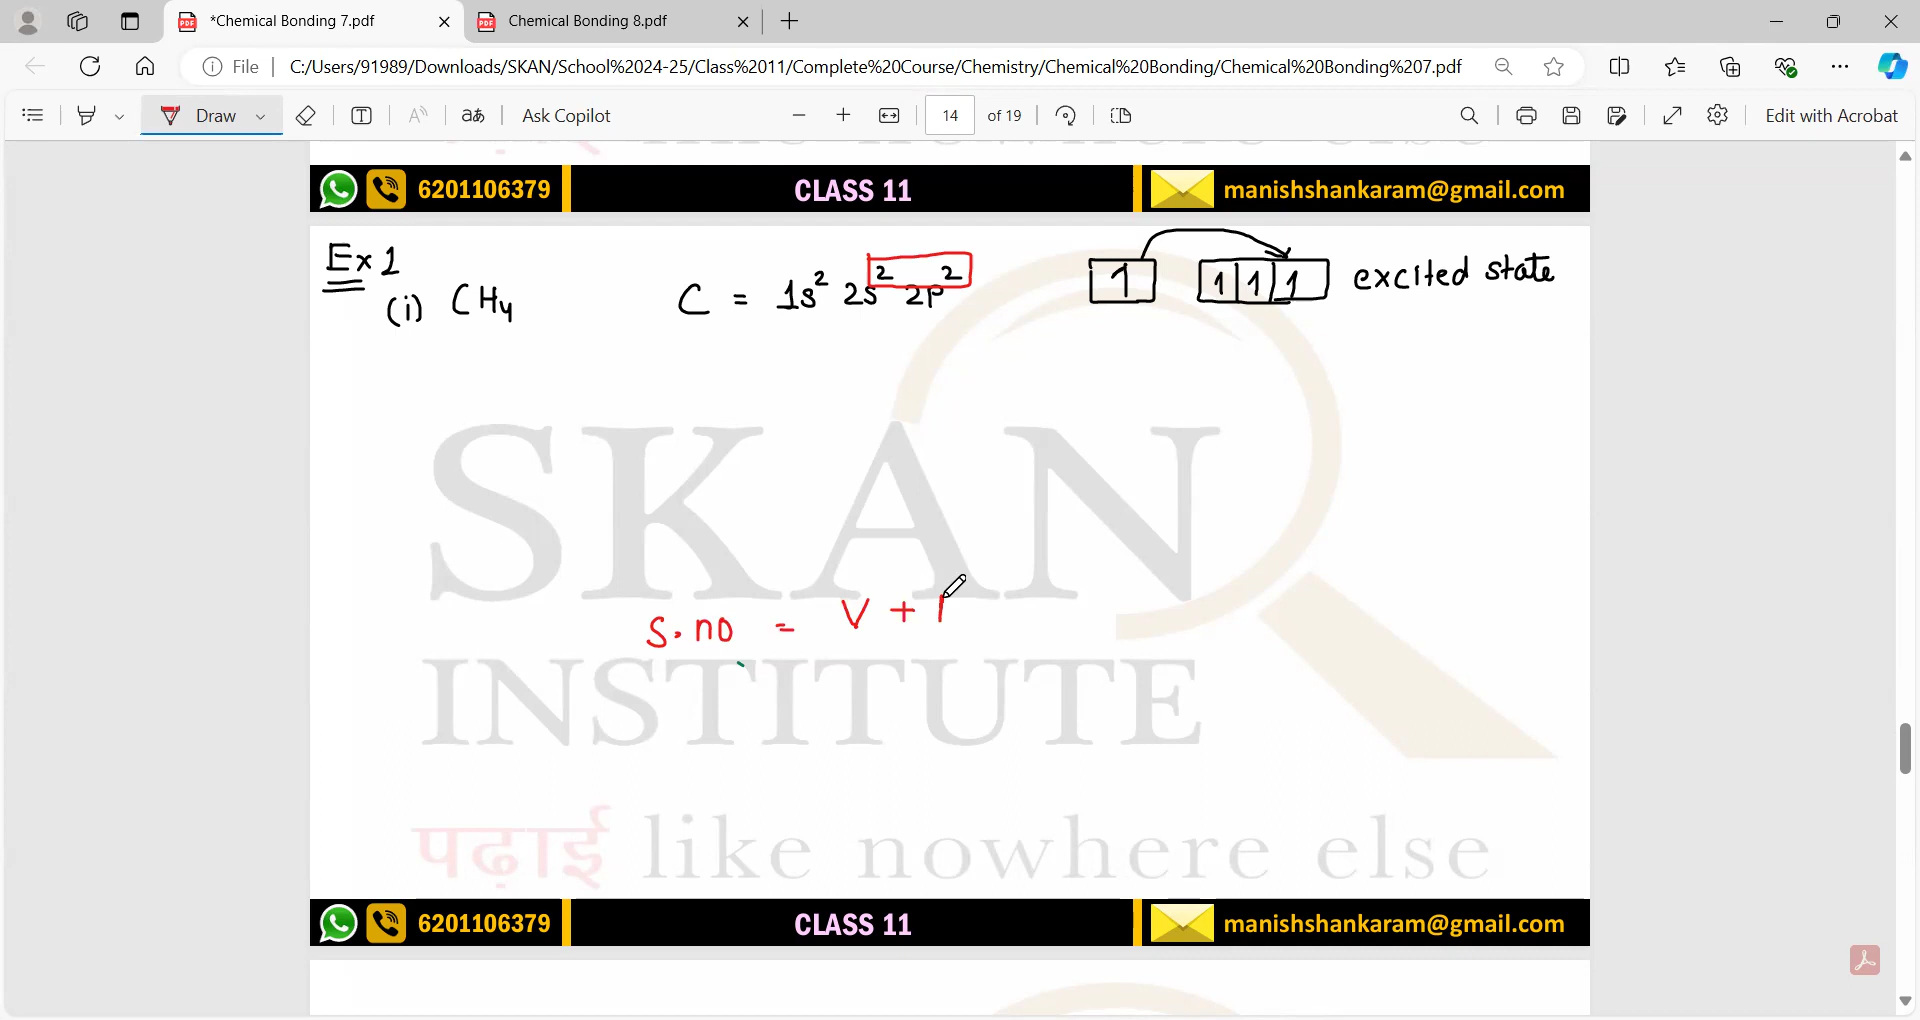 *Chemical Bonding 7.pdf
Chemical Bonding 8.pdf
File
C:/Users/91989/Downloads/SKAN/School%2024-25/Class%2011/Complete%20Course/Chemistry/Chemical%20Bonding/Chemical%20Bonding%207.pdf
Draw
Ask Copilot
14 of 19
Edit with Acrobat
6201106379 CLASS 11 manishshankaram@gmail.com
Ex 1
(i) CH₄ C = 1s² 2s² 2p² 1 1 1 1 excited state
SKAN
S.no = V +
INSTITUTE
पढ़ाई like nowhere else
6201106379 CLASS 11 manishshankaram@gmail.com